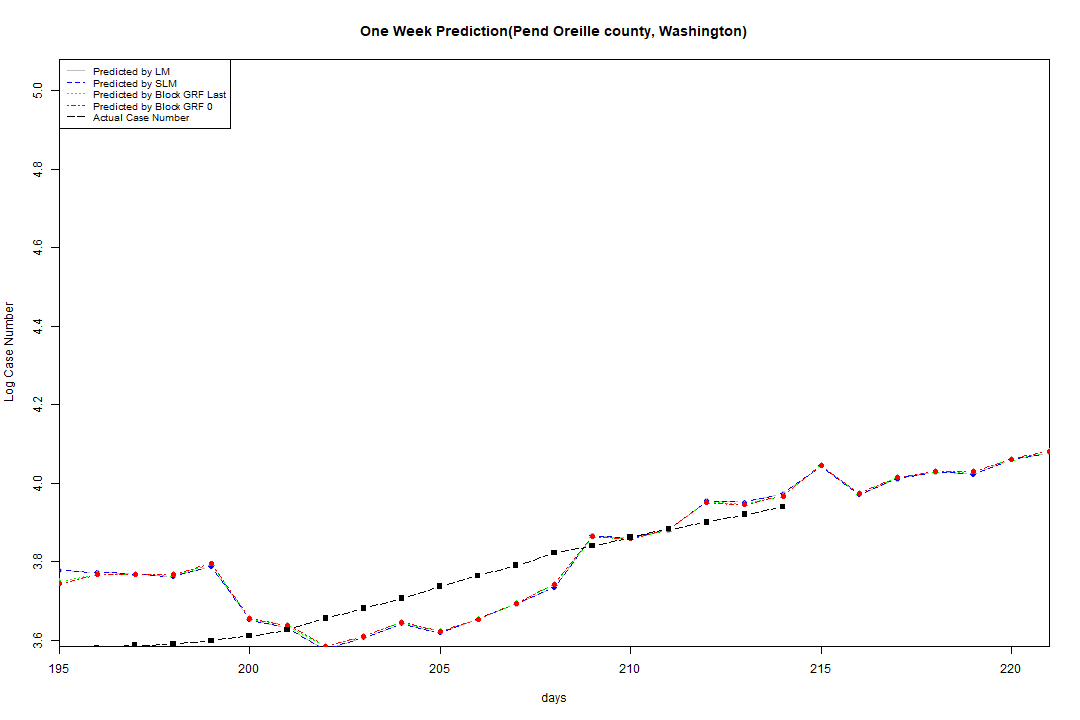 One Week Prediction(Pend Oreille county, Washington)
Predicted by LM
Predicted by SLM
Predicted by Block GRF Last
Predicted by Block GRF 0
Actual Case Number
5.0
4.8
4.6
4.4
4.2
4.0
3.8
3.6
Log Case Number
195 200 205 210 215 220
days